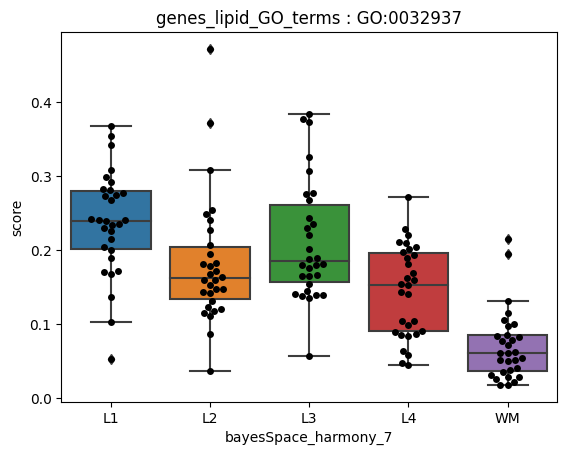 genes_lipid_GO_terms : GO:0032937
score
0.4
0.3
0.2
0.1
0.0
L1 L2 L3 L4 WM
bayesSpace_harmony_7